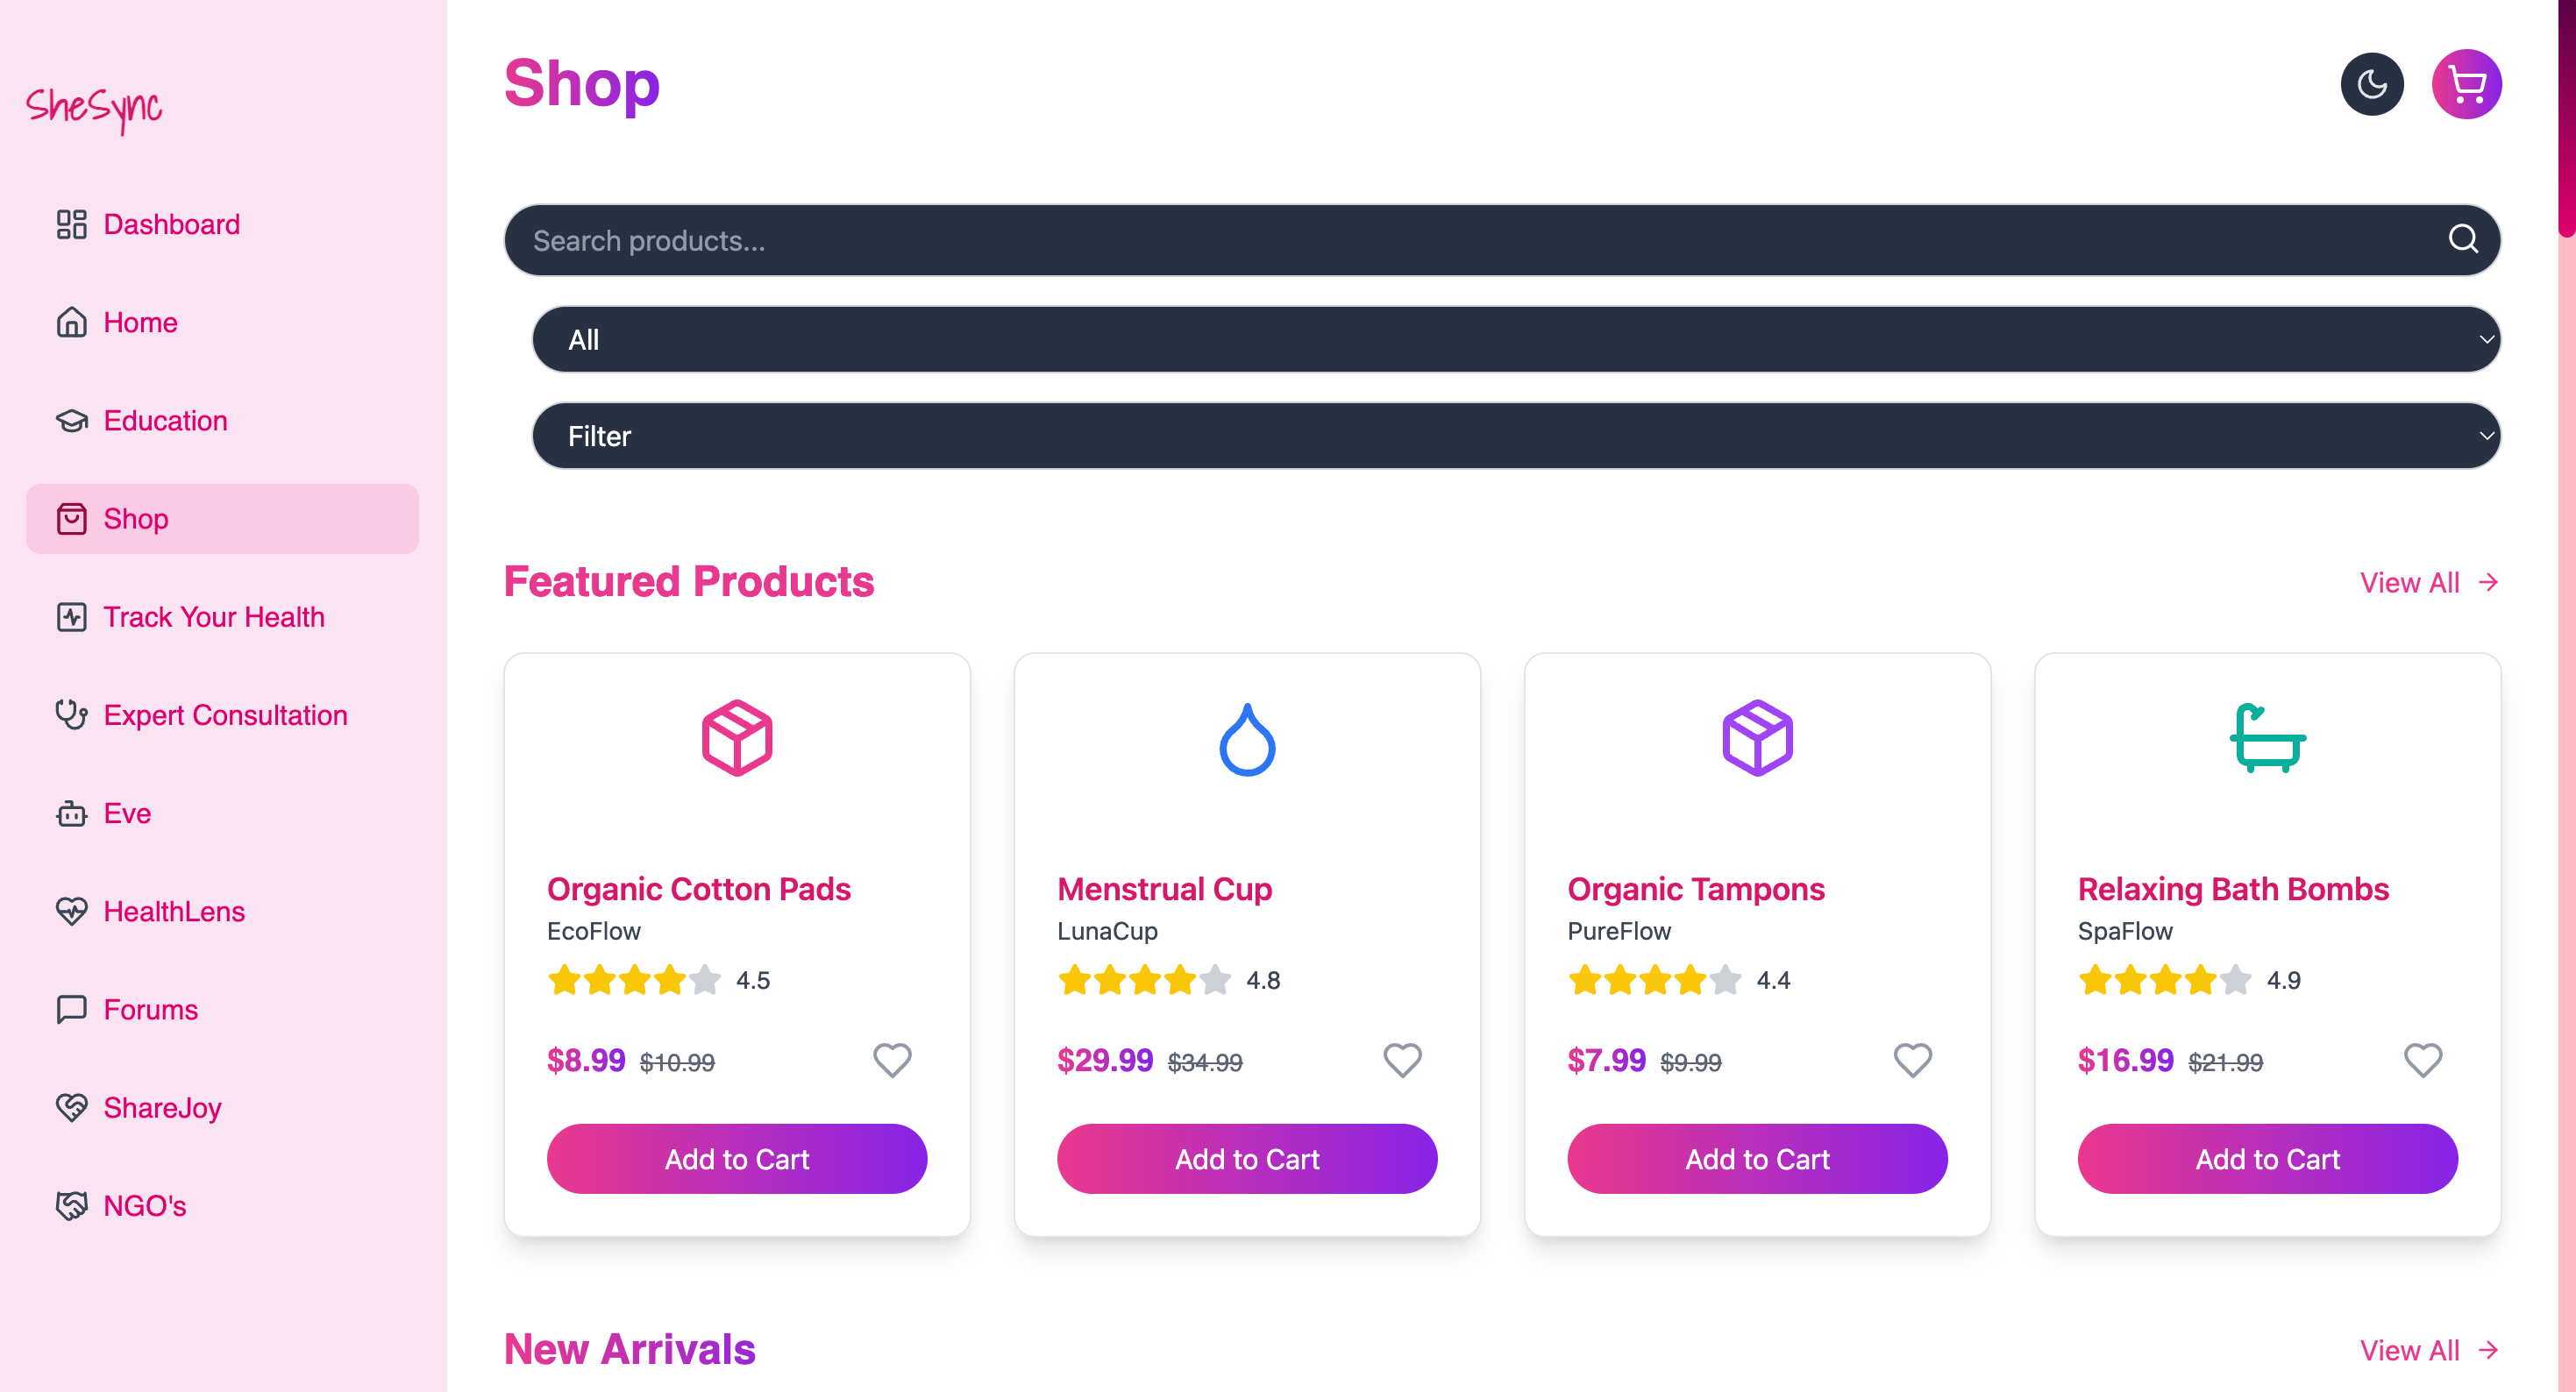 SheSync
Dashboard
Home
Education
Shop
Track Your Health
Expert Consultation
Eve
HealthLens
Forums
ShareJoy
NGO's
Shop
Search products...
All
Filter
Featured Products
View All
Organic Cotton Pads
EcoFlow
4.5
$8.99 $10.99
Add to Cart
Menstrual Cup
LunaCup
4.8
$29.99 $34.99
Add to Cart
Organic Tampons
PureFlow
4.4
$7.99 $9.99
Add to Cart
Relaxing Bath Bombs
SpaFlow
4.9
$16.99 $21.99
Add to Cart
New Arrivals
View All